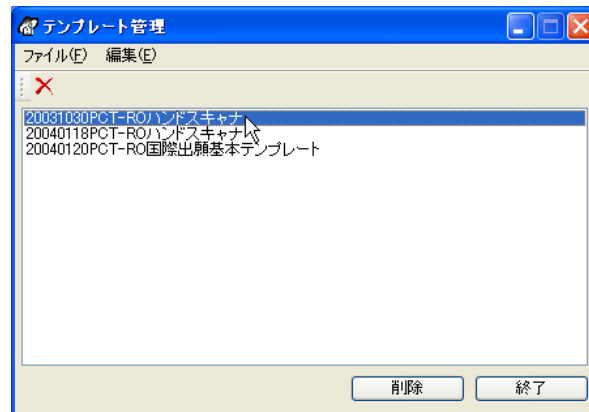 テンプレート管理
ファイル(F) 編集(E)
20031030PCT-ROハンドスキャナ
20040118PCT-ROハンドスキャナ
20040120PCT-RO国際出願基本テンプレート
削除 終了